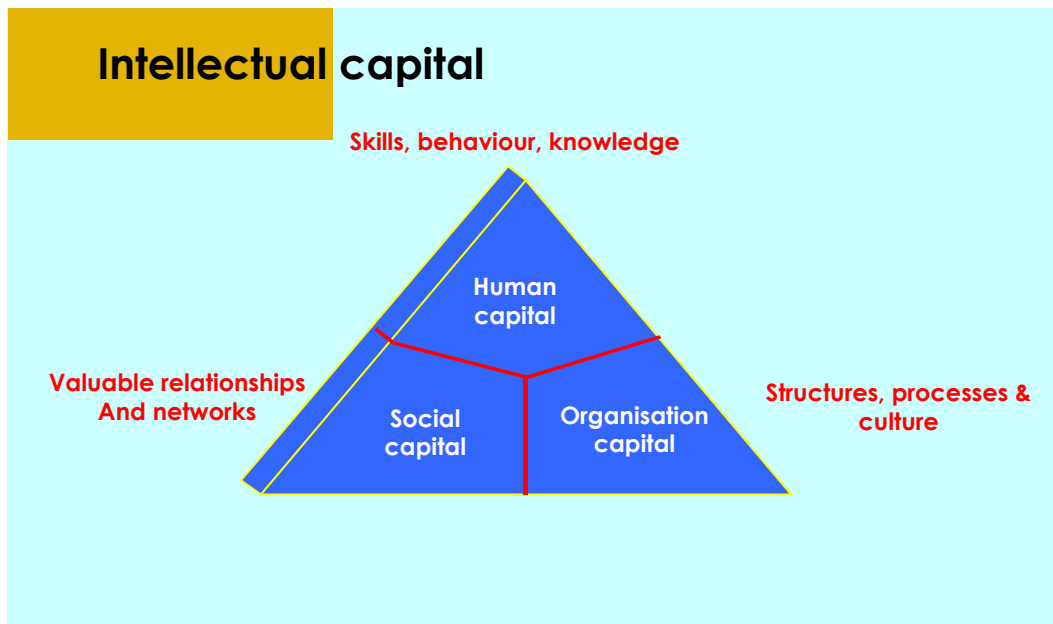 Intellectual capital
Skills, behaviour, knowledge
Human
capital
Valuable relationships
And networks
Social
capital
Organisation
capital
Structures, processes &
culture